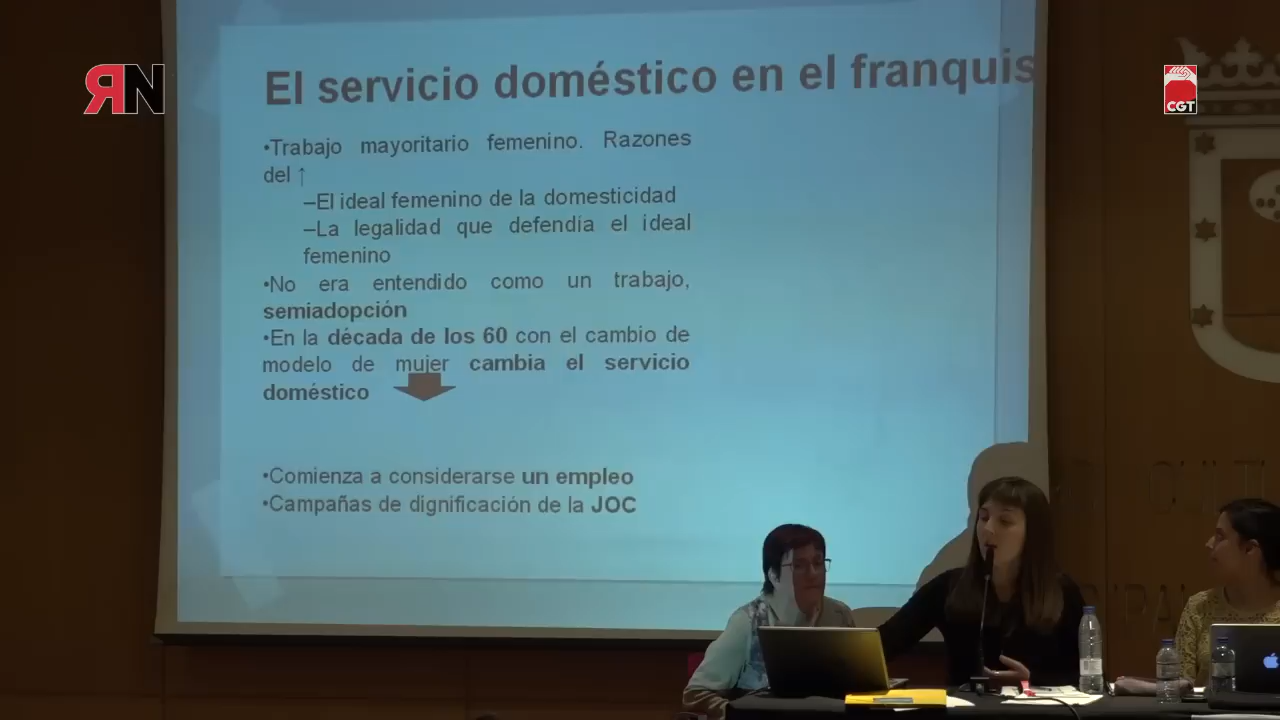 ЯN
CGT
El servicio doméstico en el franquis
•Trabajo mayoritario femenino. Razones
del ↑
–El ideal femenino de la domesticidad
–La legalidad que defendía el ideal
femenino
•No era entendido como un trabajo,
semiadopción
•En la década de los 60 con el cambio de
modelo de mujer cambia el servicio
doméstico
•Comienza a considerarse un empleo
•Campañas de dignificación de la JOC